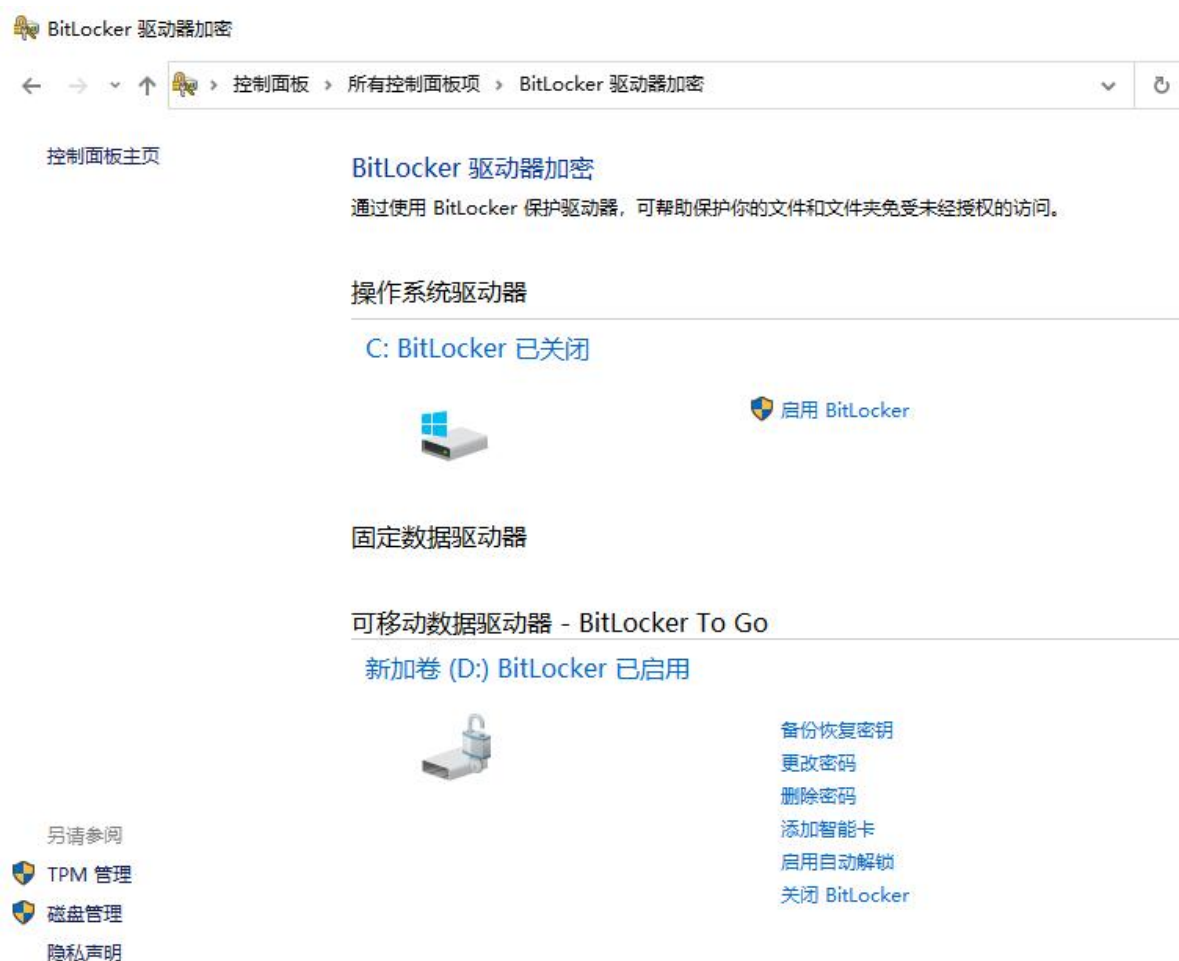 BitLocker 驱动器加密
控制面板 › 所有控制面板项 › BitLocker 驱动器加密
控制面板主页
BitLocker 驱动器加密
通过使用 BitLocker 保护驱动器，可帮助保护你的文件和文件夹免受未经授权的访问。
操作系统驱动器
C: BitLocker 已关闭
启用 BitLocker
固定数据驱动器
可移动数据驱动器 - BitLocker To Go
新加卷 (D:) BitLocker 已启用
备份恢复密钥
更改密码
删除密码
添加智能卡
启用自动解锁
关闭 BitLocker
另请参阅
TPM 管理
磁盘管理
隐私声明